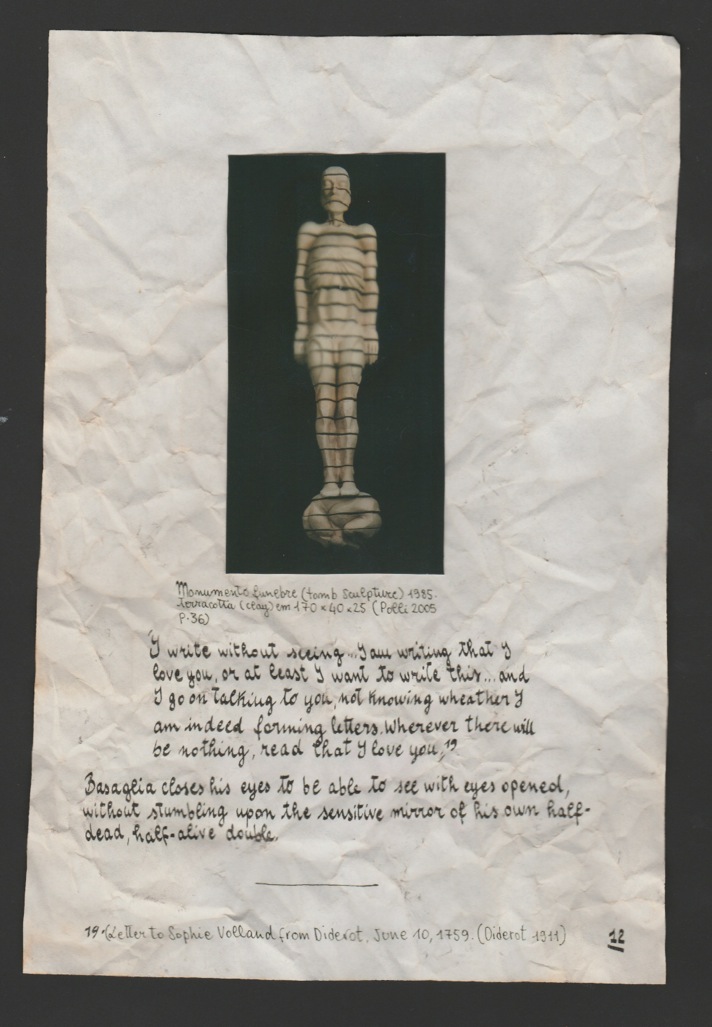 Monumento funebre (tomb sculpture) 1985.
terracotta (clay) cm 170 x 40 x 25 (Polli 2005
P.36)
I write without seeing... I am writing that I
love you, or at least I want to write this... and
I go on talking to you, not knowing wheather I
am indeed forming letters. Wherever there will
be nothing, read that I love you,19
Basaglia closes his eyes to be able to see with eyes opened,
without stumbling upon the sensitive mirror of his own half-
dead, half-alive double.
19. (Letter to Sophie Volland from Diderot, June 10, 1759. (Diderot 1911)
12